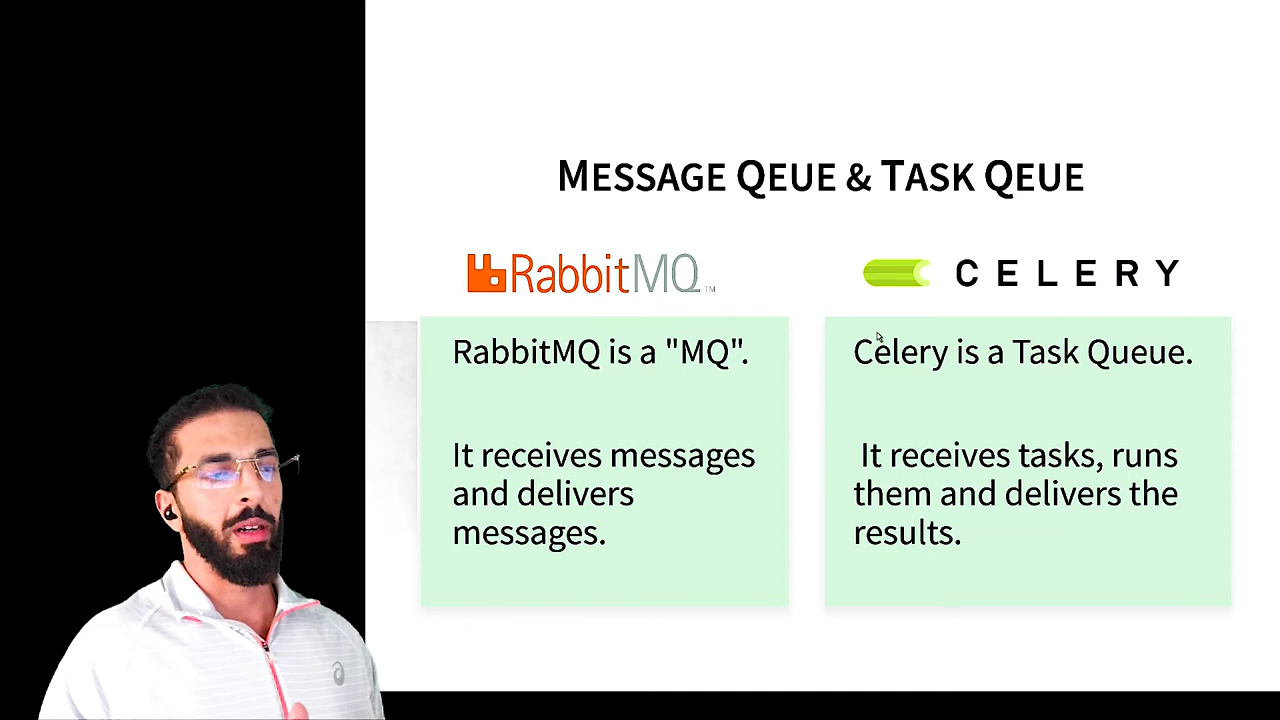 MESSAGE QEUE & TASK QEUE
RabbitMQ™
CELERY
RabbitMQ is a "MQ".
It receives messages
and delivers
messages.
Celery is a Task Queue.
It receives tasks, runs
them and delivers the
results.